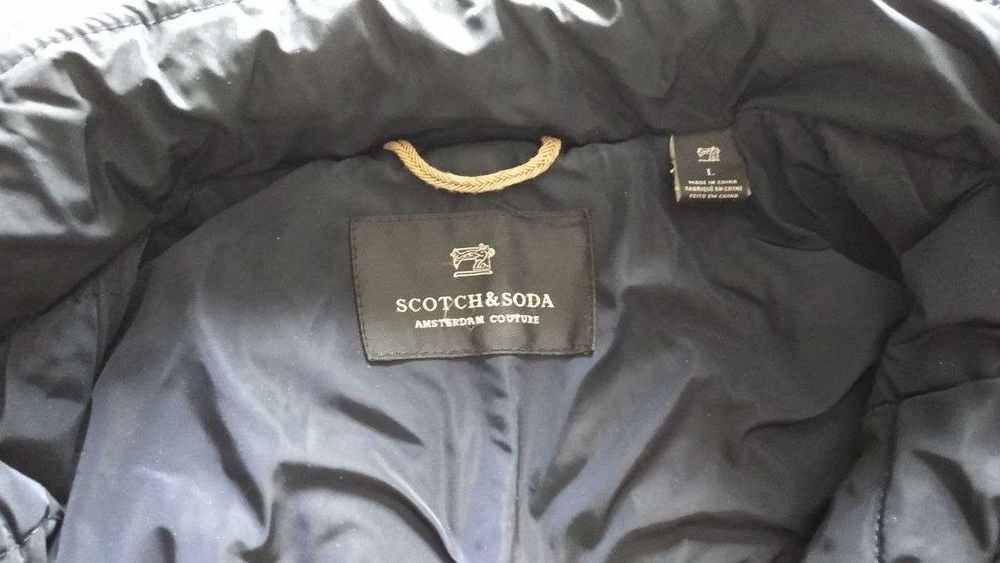 SCOTCH&SODA
AMSTERDAM COUTURE
L
MADE IN CHINA
FABRIQUÉ EN CHINE
FEITO EM CHINA